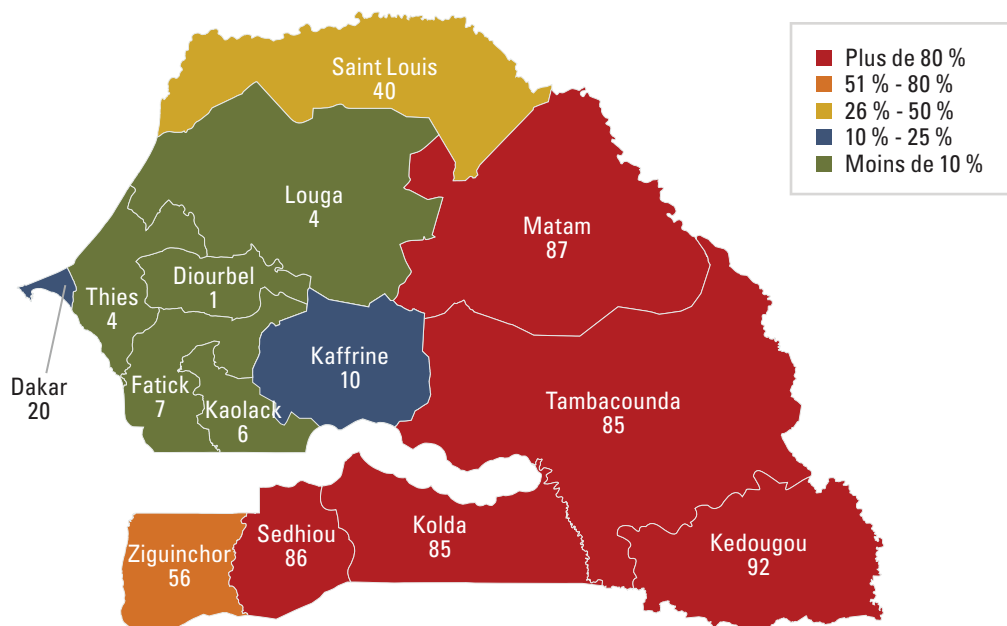 Plus de 80 %
51 % - 80 %
26 % - 50 %
10 % - 25 %
Moins de 10 %
Saint Louis
40
Louga
4
Matam
87
Diourbel
1
Thies
4
Dakar
20
Kaffrine
10
Fatick
7
Kaolack
6
Tambacounda
85
Ziguinchor
56
Sedhiou
86
Kolda
85
Kedougou
92